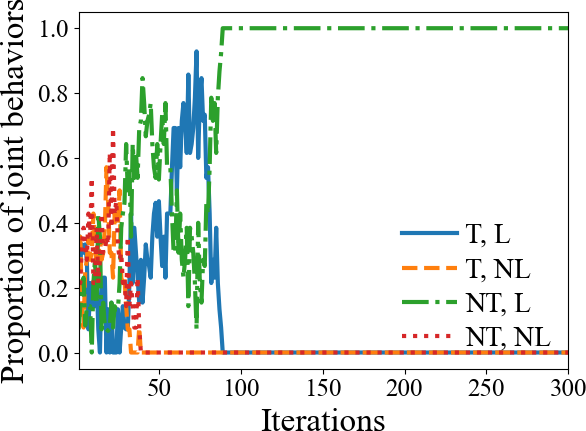 Proportion of joint behaviors
1.0
0.8
0.6
0.4
0.2
0.0
T, L
T, NL
NT, L
NT, NL
50 100 150 200 250 300
Iterations